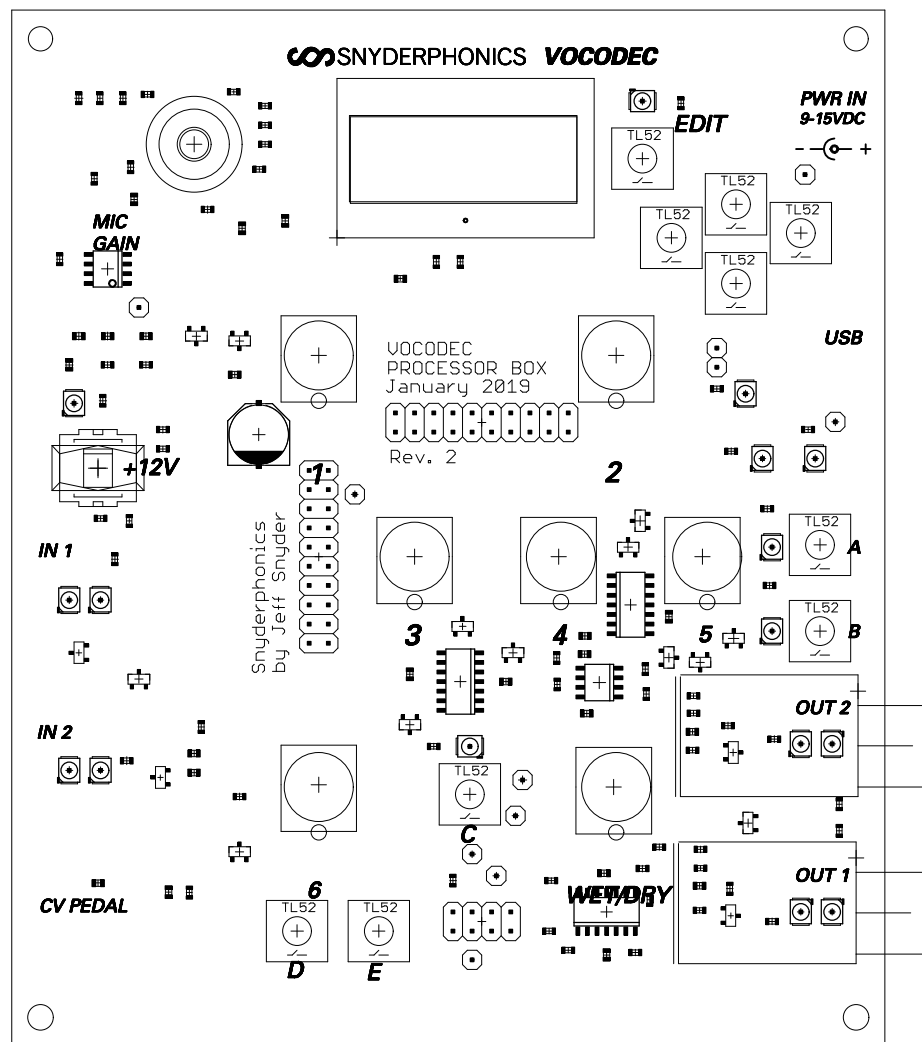 SNYDERPHONICS VOCODEC
PWR IN
9-15VDC
- +
EDIT
TL52
TL52
TL52
TL52
TL52
MIC
GAIN
USB
VOCODEC
PROCESSOR BOX
January 2019
Rev. 2
+12V
1
2
Snyderphonics
by Jeff Snyder
IN 1
TL52
A
TL52
B
3
4
5
IN 2
OUT 2
TL52
C
OUT 1
CV PEDAL
6
WET/DRY
TL52
D
TL52
E